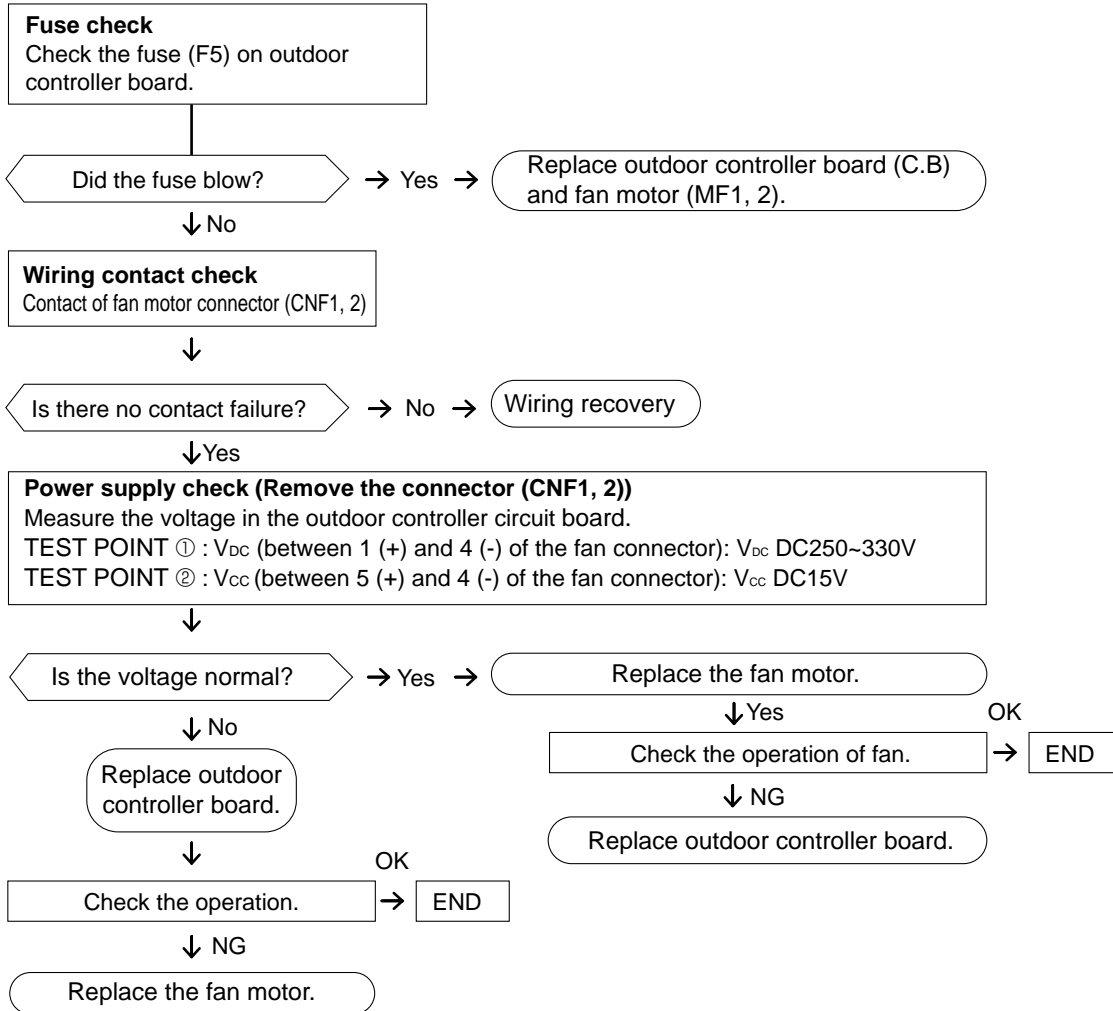 Fuse check
Check the fuse (F5) on outdoor
controller board.
Did the fuse blow?
Yes
Replace outdoor controller board (C.B)
and fan motor (MF1, 2).
No
Wiring contact check
Contact of fan motor connector (CNF1, 2)
Is there no contact failure?
No
Wiring recovery
Yes
Power supply check (Remove the connector (CNF1, 2))
Measure the voltage in the outdoor controller circuit board.
TEST POINT ① : VDC (between 1 (+) and 4 (-) of the fan connector): VDC DC250~330V
TEST POINT ② : VCC (between 5 (+) and 4 (-) of the fan connector): VCC DC15V
Is the voltage normal?
Yes
Replace the fan motor.
Yes
OK
Check the operation of fan.
END
NG
Replace outdoor controller board.
No
Replace outdoor
controller board.
OK
Check the operation.
END
NG
Replace the fan motor.